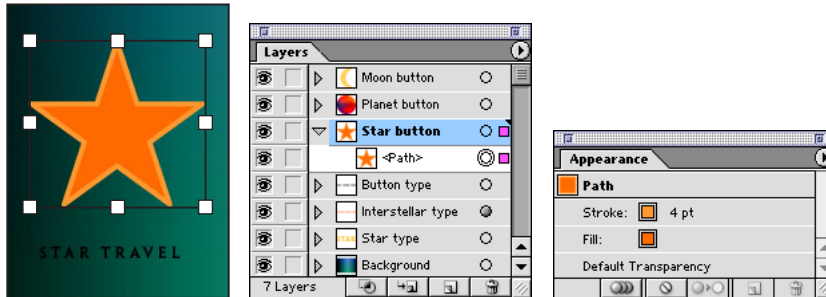 STAR TRAVEL
Layers
Moon button
Planet button
Star button
<Path>
Button type
Interstellar type
Star type
Background
7 Layers
Appearance
Path
Stroke: 4 pt
Fill:
Default Transparency